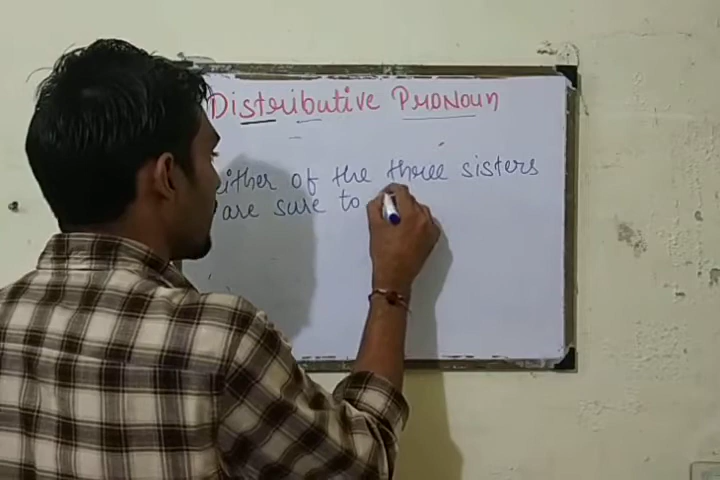 Distributive Pronoun
either of the three sisters
are sure to